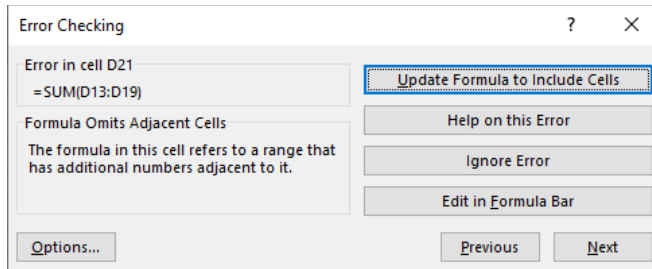 Error Checking ? ×
Error in cell D21
=SUM(D13:D19)
Formula Omits Adjacent Cells
The formula in this cell refers to a range that
has additional numbers adjacent to it.
Update Formula to Include Cells
Help on this Error
Ignore Error
Edit in Formula Bar
Options...
Previous
Next